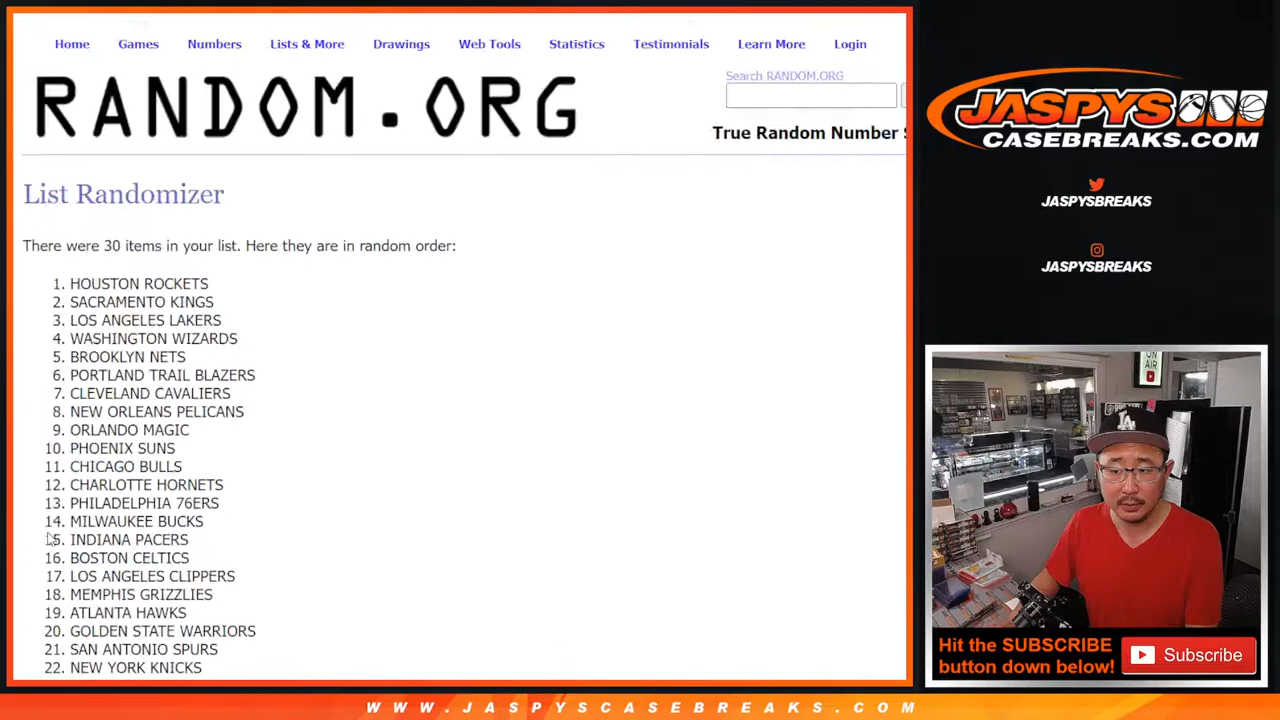 Home Games Numbers Lists & More Drawings Web Tools Statistics Testimonials Learn More Login
RANDOM.ORG
Search RANDOM.ORG
True Random Number
List Randomizer
There were 30 items in your list. Here they are in random order:
1. HOUSTON ROCKETS
2. SACRAMENTO KINGS
3. LOS ANGELES LAKERS
4. WASHINGTON WIZARDS
5. BROOKLYN NETS
6. PORTLAND TRAIL BLAZERS
7. CLEVELAND CAVALIERS
8. NEW ORLEANS PELICANS
9. ORLANDO MAGIC
10. PHOENIX SUNS
11. CHICAGO BULLS
12. CHARLOTTE HORNETS
13. PHILADELPHIA 76ERS
14. MILWAUKEE BUCKS
15. INDIANA PACERS
16. BOSTON CELTICS
17. LOS ANGELES CLIPPERS
18. MEMPHIS GRIZZLIES
19. ATLANTA HAWKS
20. GOLDEN STATE WARRIORS
21. SAN ANTONIO SPURS
22. NEW YORK KNICKS
JASPYS
CASEBREAKS.COM
JASPYSBREAKS
JASPYSBREAKS
ON
AIR
LA
Hit the SUBSCRIBE
button down below!
Subscribe
WWW.JASPYSCASEBREAKS.COM